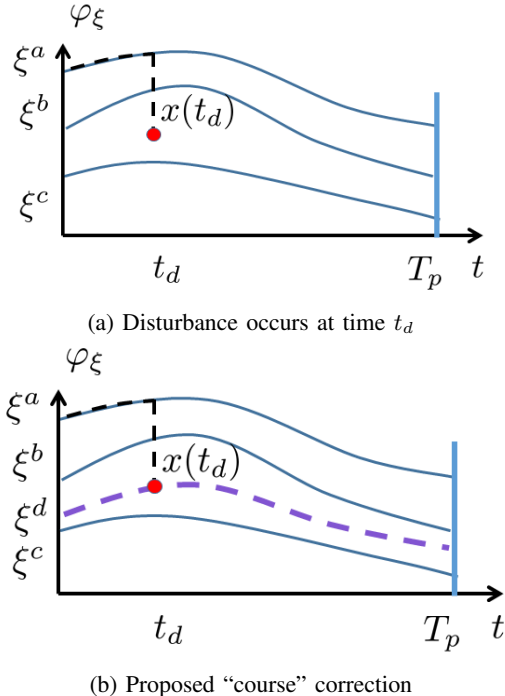 φ_ξ
ξ^a
ξ^b
x(t_d)
ξ^c
t_d T_p t
(a) Disturbance occurs at time t_d
φ_ξ
ξ^a
ξ^b
x(t_d)
ξ^d
ξ^c
t_d T_p t
(b) Proposed “course” correction